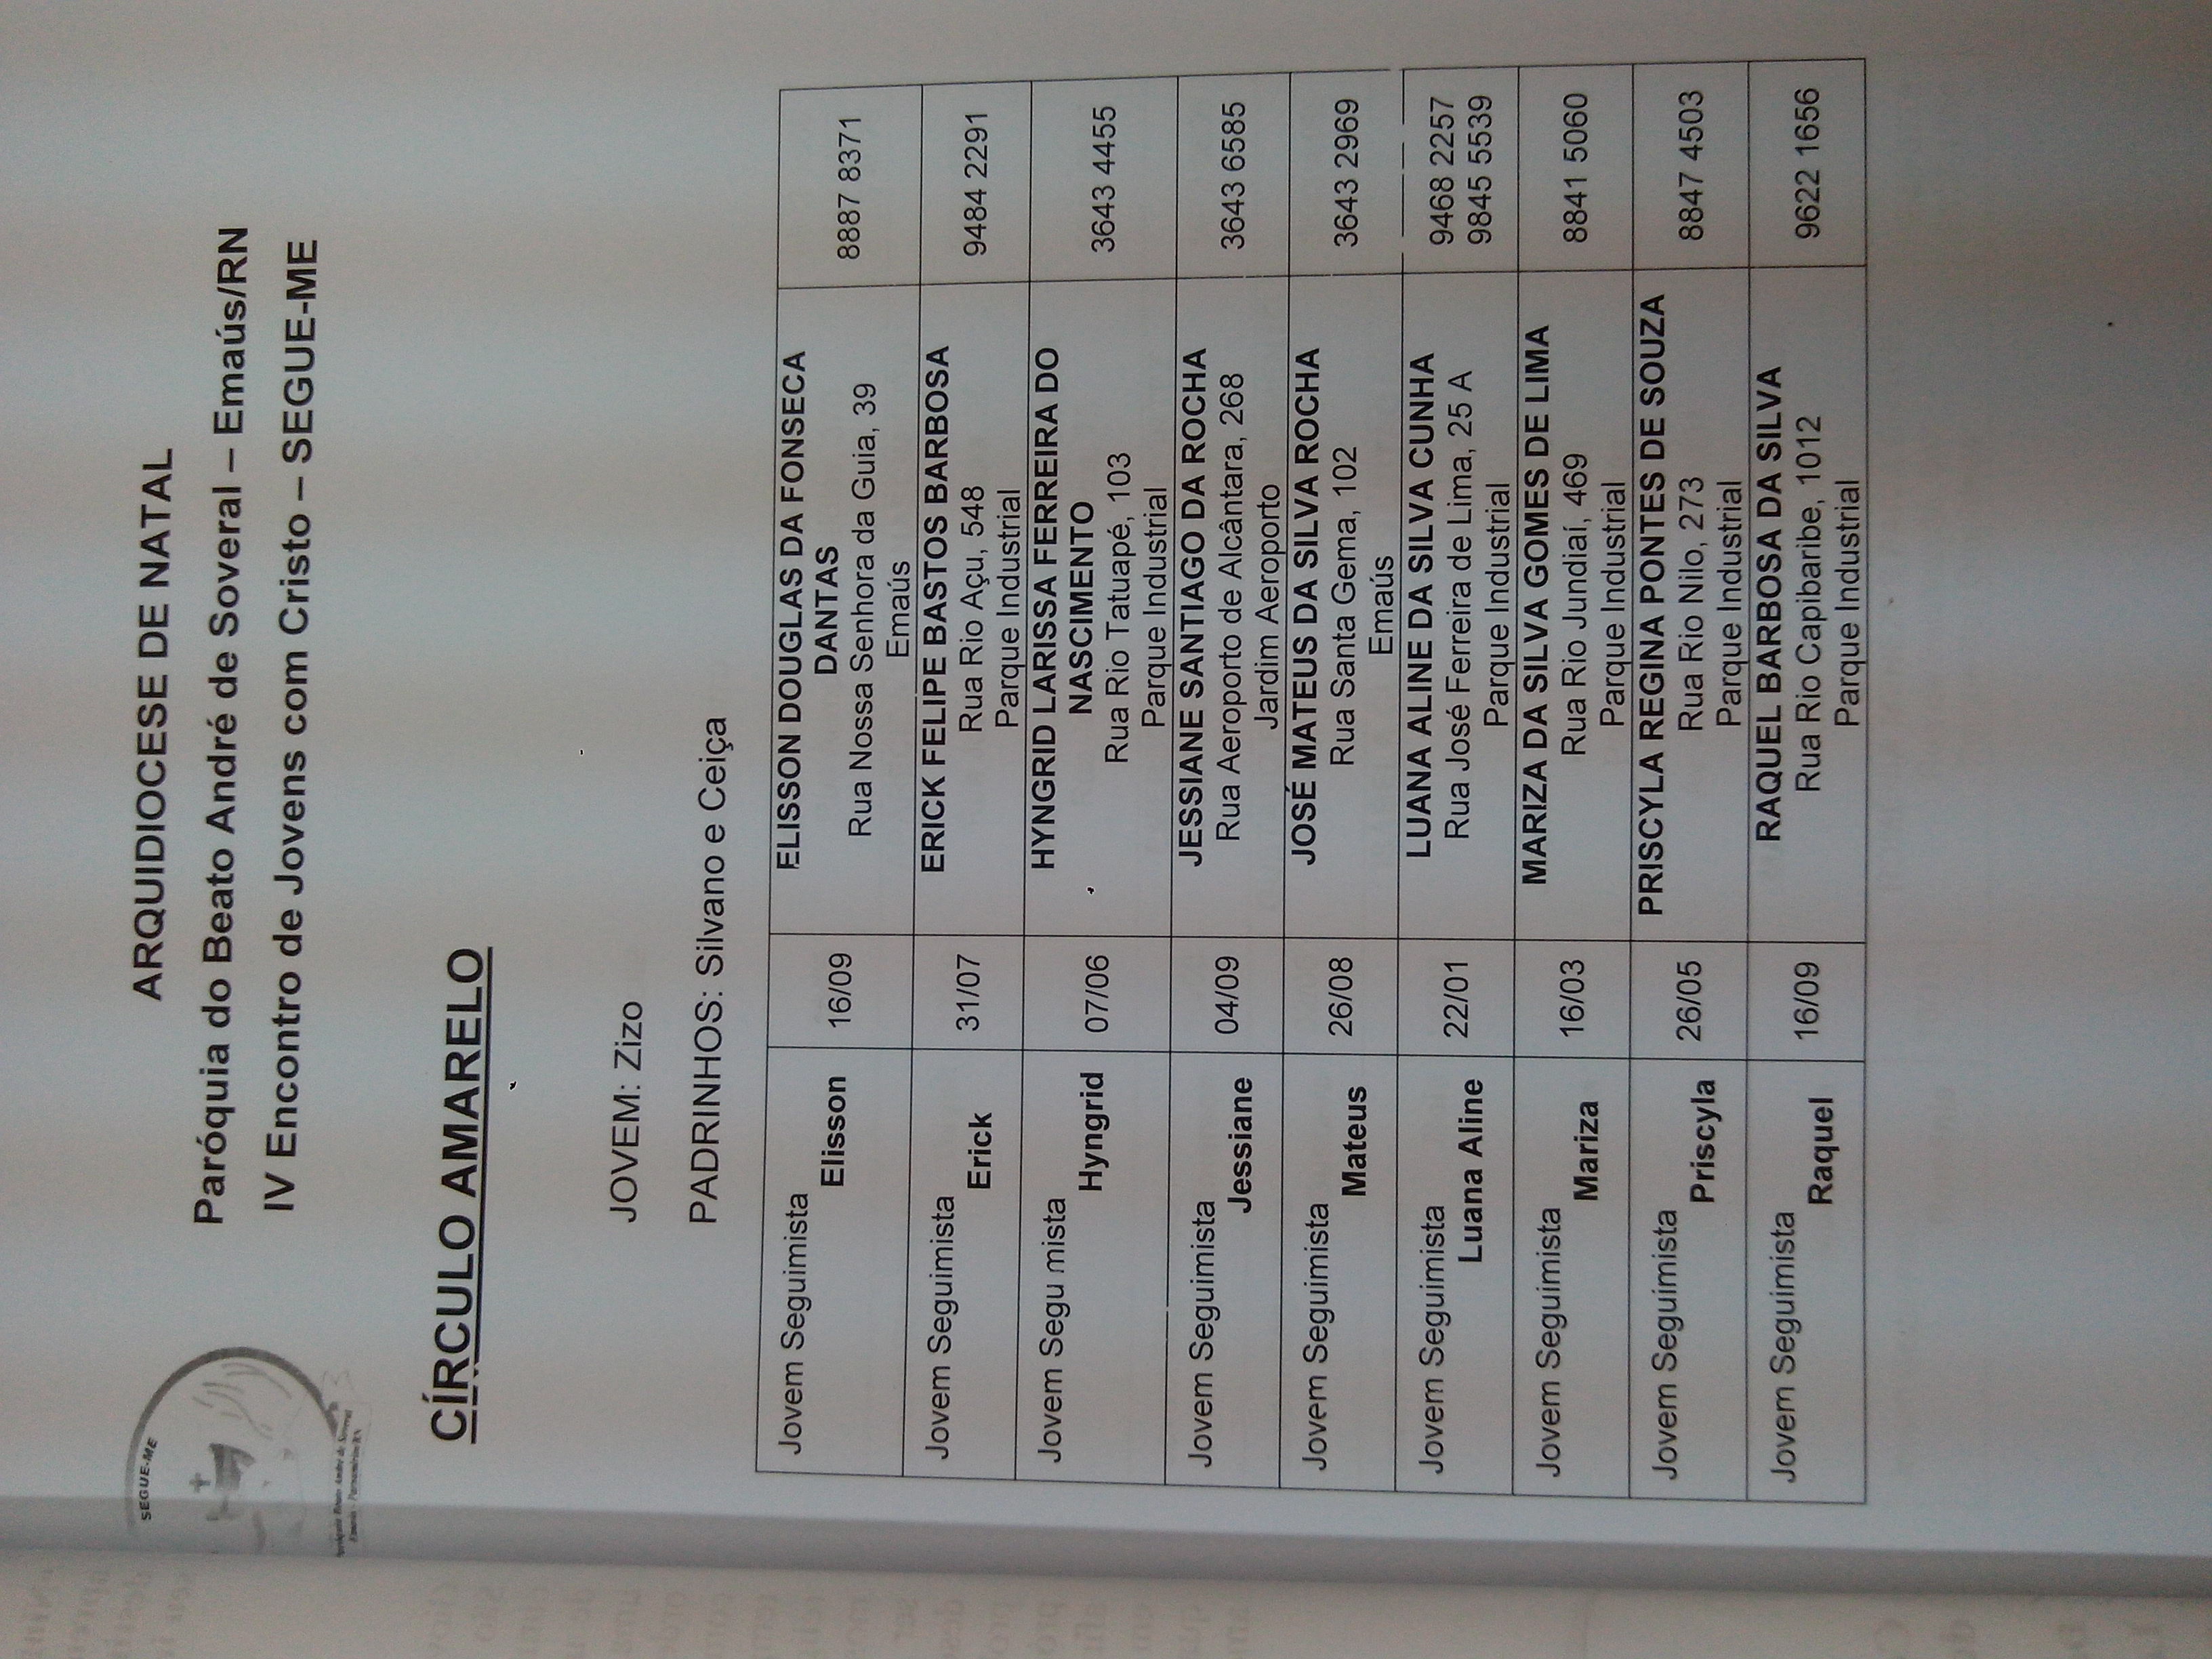 SEGUE-ME
Paróquia Beato André de Soveral
Emaús - Parnamirim/RN
ARQUIDIOCESE DE NATAL
Paróquia do Beato André de Soveral – Emaús/RN
IV Encontro de Jovens com Cristo – SEGUE-ME
CÍRCULO AMARELO
JOVEM: Zizo
PADRINHOS: Silvano e Ceiça
Jovem Seguimista
Elisson
16/09
ELISSON DOUGLAS DA FONSECA
DANTAS
Rua Nossa Senhora da Guia, 39
Emaús
8887 8371
Jovem Seguimista
Erick
31/07
ERICK FELIPE BASTOS BARBOSA
Rua Rio Açu, 548
Parque Industrial
9484 2291
Jovem Segu mista
Hyngrid
07/06
HYNGRID LARISSA FERREIRA DO
NASCIMENTO
Rua Rio Tatuapé, 103
Parque Industrial
3643 4455
Jovem Seguimista
Jessiane
04/09
JESSIANE SANTIAGO DA ROCHA
Rua Aeroporto de Alcântara, 268
Jardim Aeroporto
3643 6585
Jovem Seguimista
Mateus
26/08
JOSÉ MATEUS DA SILVA ROCHA
Rua Santa Gema, 102
Emaús
3643 2969
Jovem Seguimista
Luana Aline
22/01
LUANA ALINE DA SILVA CUNHA
Rua José Ferreira de Lima, 25 A
Parque Industrial
9468 2257
9845 5539
Jovem Seguimista
Mariza
16/03
MARIZA DA SILVA GOMES DE LIMA
Rua Rio Jundiaí, 469
Parque Industrial
8841 5060
Jovem Seguimista
Priscyla
26/05
PRISCYLA REGINA PONTES DE SOUZA
Rua Rio Nilo, 273
Parque Industrial
8847 4503
Jovem Seguimista
Raquel
16/09
RAQUEL BARBOSA DA SILVA
Rua Rio Capibaribe, 1012
Parque Industrial
9622 1656